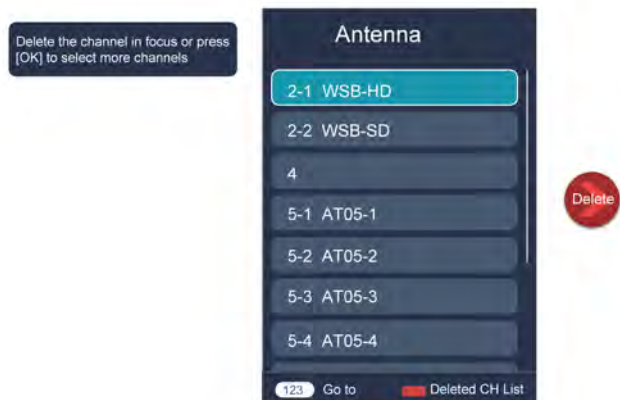 Delete the channel in focus or press
[OK] to select more channels
Antenna
2-1 WSB-HD
2-2 WSB-SD
4
5-1 AT05-1
5-2 AT05-2
5-3 AT05-3
5-4 AT05-4
Delete
123 Go to Deleted CH List